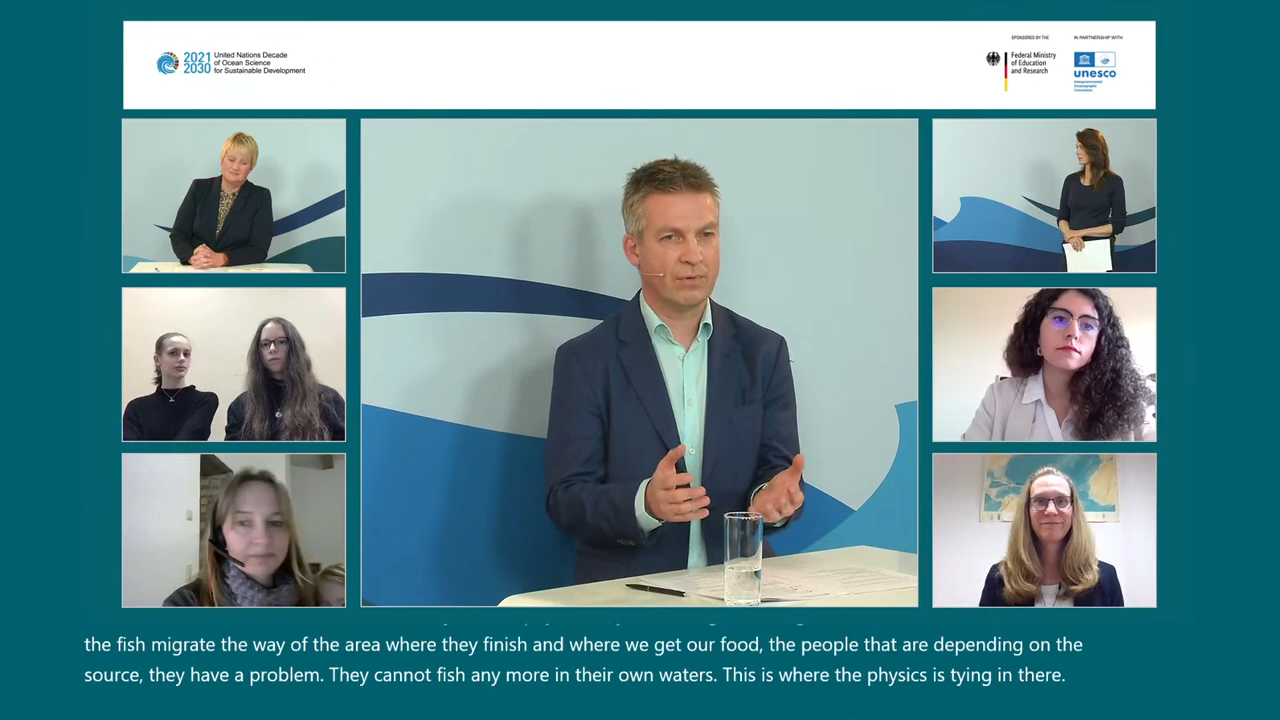 2021
2030
United Nations Decade
of Ocean Science
for Sustainable Development
SPONSORED BY THE
Federal Ministry
of Education
and Research
IN PARTNERSHIP WITH
unesco
Intergovernmental
Oceanographic
Commission
the fish migrate the way of the area where they finish and where we get our food, the people that are depending on the
source, they have a problem. They cannot fish any more in their own waters. This is where the physics is tying in there.